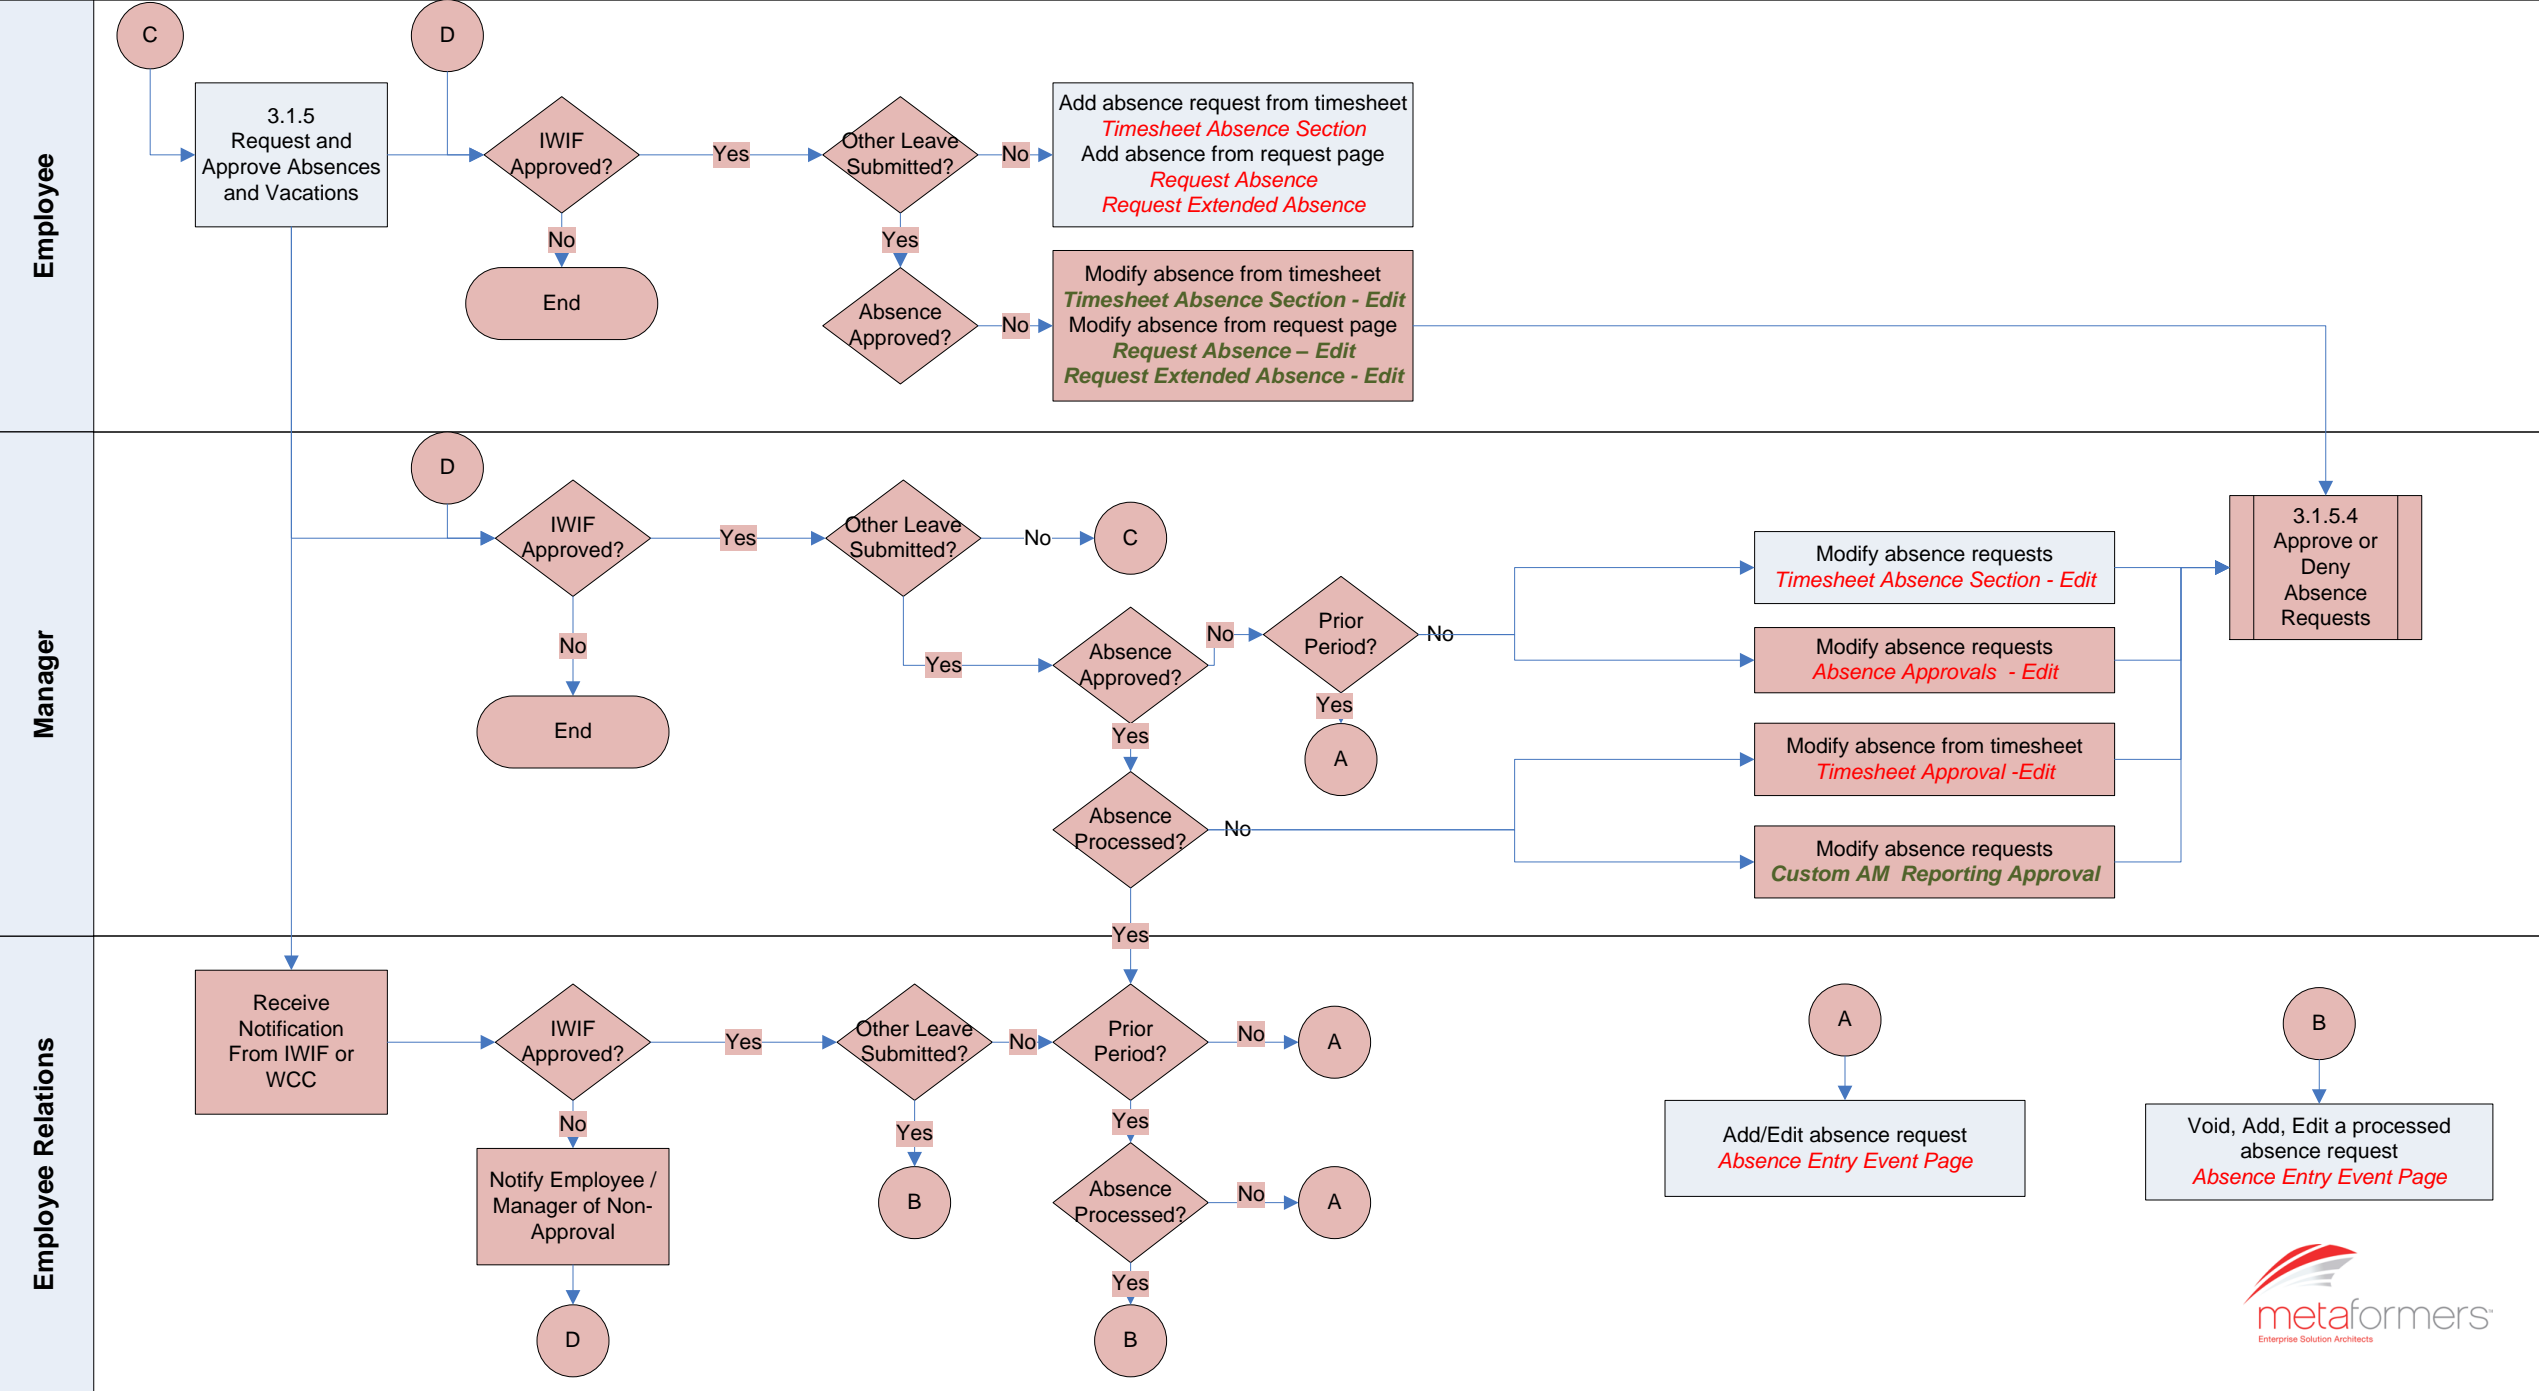 Employee
C
D
3.1.5
Request and
Approve Absences
and Vacations
IWIF
Approved?
Yes
Other Leave
Submitted?
No
Add absence request from timesheet
Timesheet Absence Section
Add absence from request page
Request Absence
Request Extended Absence
No
End
Yes
Absence
Approved?
No
Modify absence from timesheet
Timesheet Absence Section - Edit
Modify absence from request page
Request Absence – Edit
Request Extended Absence - Edit
Manager
D
IWIF
Approved?
Yes
Other Leave
Submitted?
No
C
No
End
Yes
Absence
Approved?
No
Prior
Period?
No
Yes
A
Yes
Absence
Processed?
No
Yes
Modify absence requests
Timesheet Absence Section - Edit
Modify absence requests
Absence Approvals  - Edit
Modify absence from timesheet
Timesheet Approval -Edit
Modify absence requests
Custom AM  Reporting Approval
3.1.5.4
Approve or
Deny
Absence
Requests
Employee Relations
Receive
Notification
From IWIF or
WCC
IWIF
Approved?
Yes
Other Leave
Submitted?
No
Prior
Period?
No
A
No
Notify Employee /
Manager of Non-
Approval
D
Yes
B
Yes
Absence
Processed?
No
A
Yes
B
A
Add/Edit absence request
Absence Entry Event Page
B
Void, Add, Edit a processed
absence request
Absence Entry Event Page
metaformers™
Enterprise Solution Architects